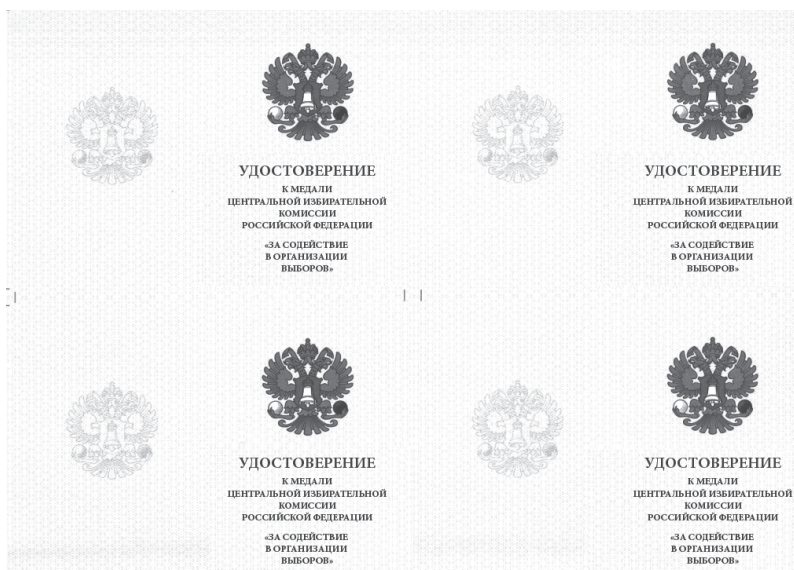 УДОСТОВЕРЕНИЕ
К МЕДАЛИ
ЦЕНТРАЛЬНОЙ ИЗБИРАТЕЛЬНОЙ
КОМИССИИ
РОССИЙСКОЙ ФЕДЕРАЦИИ
«ЗА СОДЕЙСТВИЕ
В ОРГАНИЗАЦИИ
ВЫБОРОВ»
УДОСТОВЕРЕНИЕ
К МЕДАЛИ
ЦЕНТРАЛЬНОЙ ИЗБИРАТЕЛЬНОЙ
КОМИССИИ
РОССИЙСКОЙ ФЕДЕРАЦИИ
«ЗА СОДЕЙСТВИЕ
В ОРГАНИЗАЦИИ
ВЫБОРОВ»
УДОСТОВЕРЕНИЕ
К МЕДАЛИ
ЦЕНТРАЛЬНОЙ ИЗБИРАТЕЛЬНОЙ
КОМИССИИ
РОССИЙСКОЙ ФЕДЕРАЦИИ
«ЗА СОДЕЙСТВИЕ
В ОРГАНИЗАЦИИ
ВЫБОРОВ»
УДОСТОВЕРЕНИЕ
К МЕДАЛИ
ЦЕНТРАЛЬНОЙ ИЗБИРАТЕЛЬНОЙ
КОМИССИИ
РОССИЙСКОЙ ФЕДЕРАЦИИ
«ЗА СОДЕЙСТВИЕ
В ОРГАНИЗАЦИИ
ВЫБОРОВ»